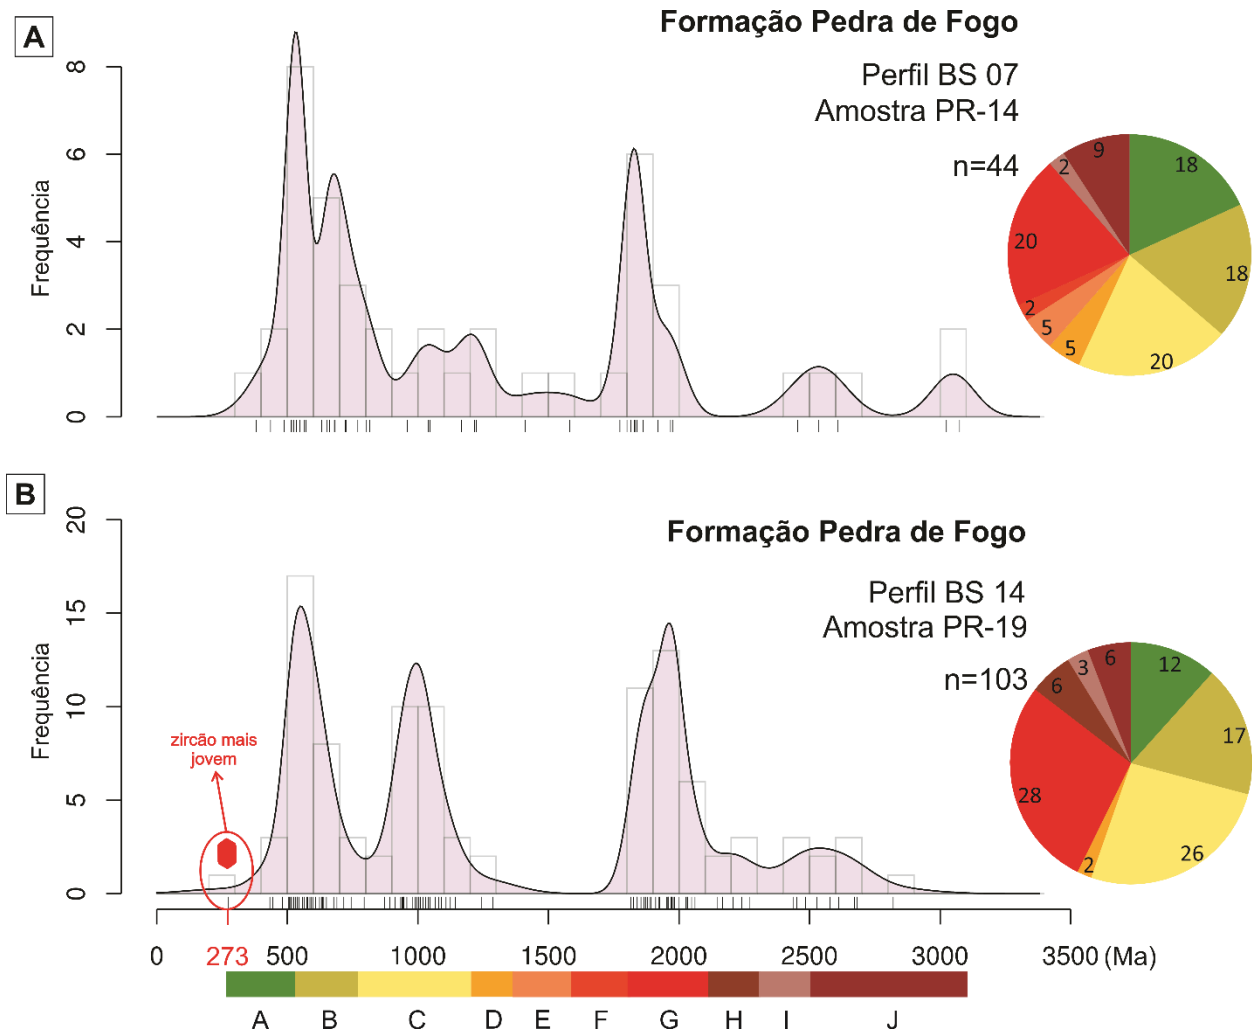 A
Formação Pedra de Fogo
Perfil BS 07
Amostra PR-14
n=44
Frequência
8
6
4
2
0
9
18
2
20
18
2
5
5
20
B
Formação Pedra de Fogo
Perfil BS 14
Amostra PR-19
n=103
Frequência
20
15
10
5
0
zircão mais
jovem
6
12
3
6
17
28
2
26
0 273 500 1000 1500 2000 2500 3000 3500 (Ma)
A B C D E F G H I J